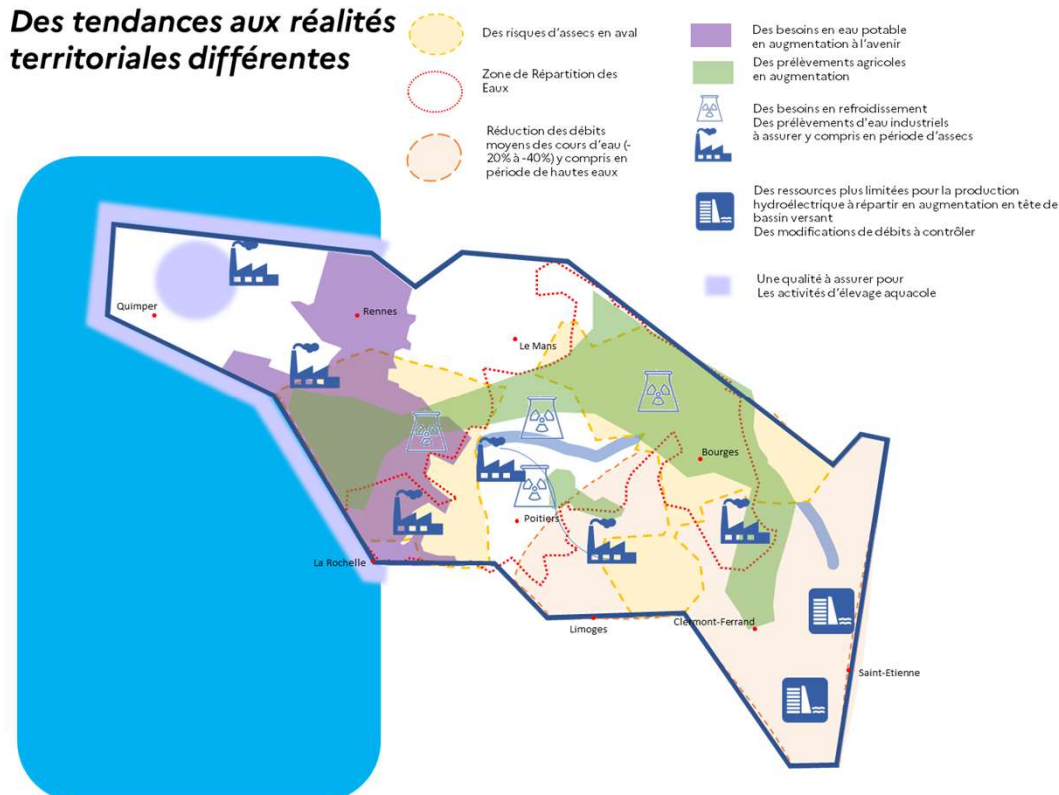 Des tendances aux réalités
territoriales différentes
Des risques d'assecs en aval
Zone de Répartition des
Eaux
Réduction des débits
moyens des cours d'eau (-
20% à -40%) y compris en
période de hautes eaux
Des besoins en eau potable
en augmentation à l'avenir
Des prélèvements agricoles
en augmentation
Des besoins en refroidissement
Des prélèvements d'eau industriels
à assurer y compris en période d'assecs
Des ressources plus limitées pour la production
hydroélectrique à répartir en augmentation en tête de
bassin versant
Des modifications de débits à contrôler
Une qualité à assurer pour
Les activités d'élevage aquacole
Quimper
Rennes
Le Mans
Bourges
Poitiers
La Rochelle
Limoges
Clermont-Ferrand
Saint-Etienne